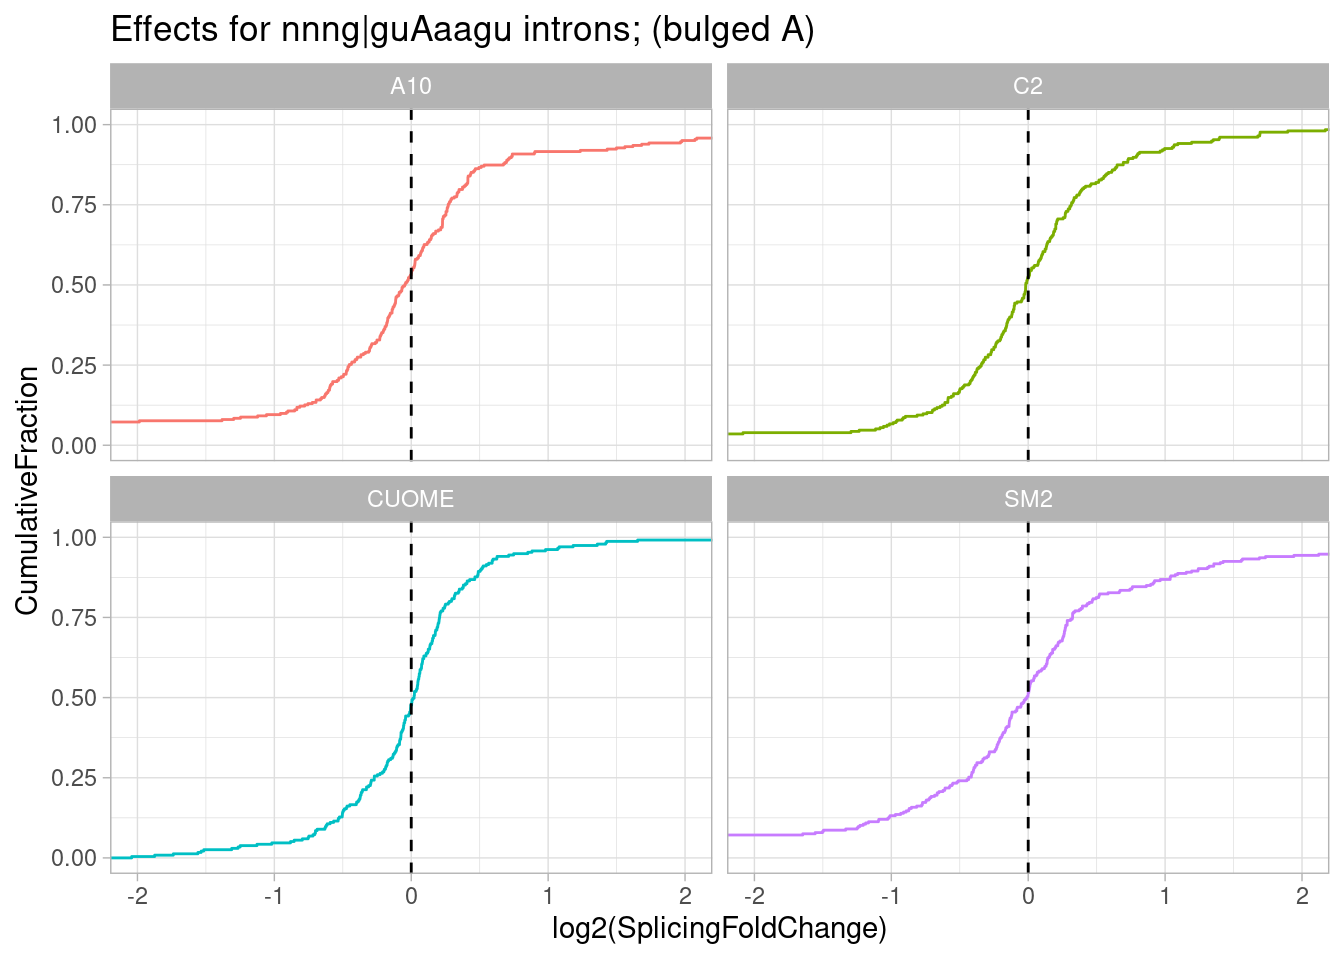 Effects for nnng|guAaagu introns; (bulged A)
A10
C2
1.00
0.75
0.50
0.25
0.00
CUOME
SM2
1.00
0.75
0.50
0.25
0.00
CumulativeFraction
-2 -1 0 1 2 -2 -1 0 1 2
log2(SplicingFoldChange)